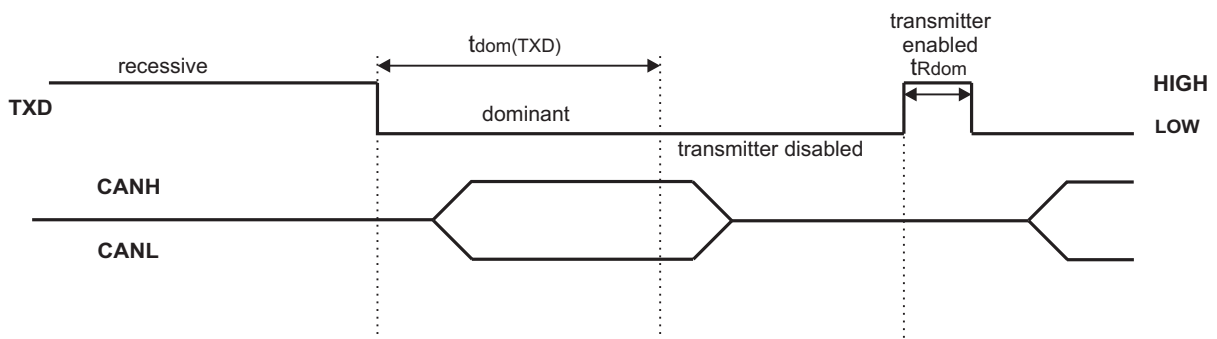 transmitter
enabled
tdom(TXD)
tRdom
recessive
HIGH
TXD
dominant
LOW
transmitter disabled
CANH
CANL